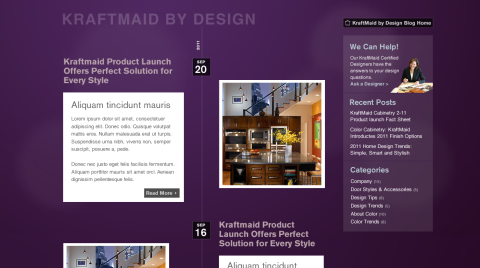 KRAFTMAID BY DESIGN
KraftMaid by Design Blog Home
2011
SEP
20
Kraftmaid Product Launch
Offers Perfect Solution for
Every Style
Aliquam tincidunt mauris
Lorem ipsum dolor sit amet, consectetuer
adipiscing elit. Donec odio. Quisque volutpat
mattis eros. Nullam malesuada erat ut turpis.
Suspendisse urna nibh, viverra non, semper
suscipit, posuere a, pede.
Donec nec justo eget felis facilisis fermentum.
Aliquam porttitor mauris sit amet orci. Aenean
dignissim pellentesque felis.
Read More +
SEP
16
Kraftmaid Product
Launch Offers Perfect
Solution for Every Style
Aliquam tincidunt
We Can Help!
Our KraftMaid Certified
Designers have the
answers to your design
questions.
Ask a Designer »
Recent Posts
KraftMaid Cabinetry 2-11
Product launch Fact Sheet
Color Cabinetry: KraftMaid
Introductes 2011 Finish Options
2011 Home Design Trends:
Simple, Smart and Stylish
Categories
Company
Door Styles & Accessories
Design Tips
Design Trends
About Color
Color Trends